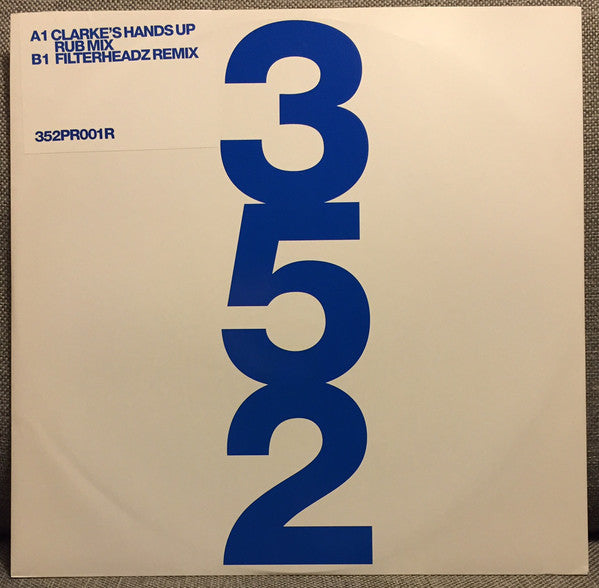 A1 CLARKE'S HANDS UP
RUB MIX
B1 FILTERHEADZ REMIX
352PR001R
3
5
2